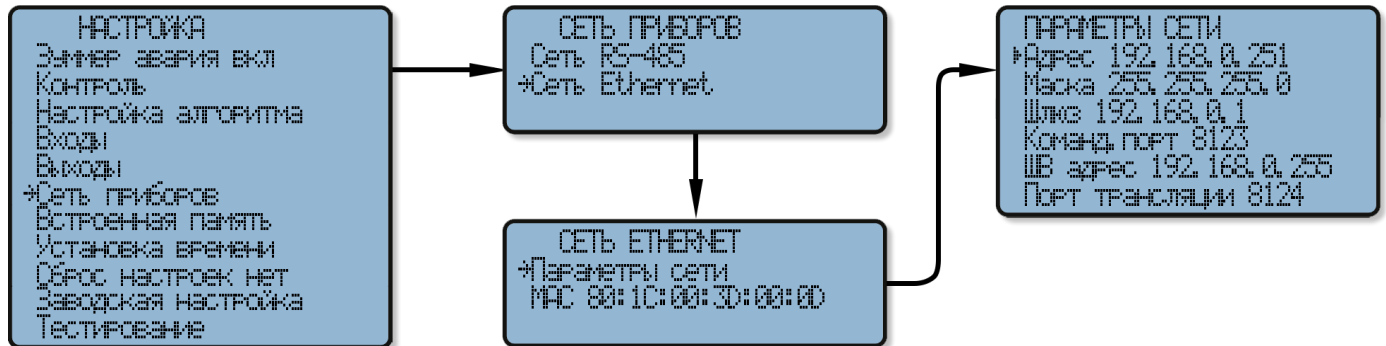 НАСТРОЙКА
Зуммер авария вкл
Контроль
Настройка алгоритма
Входы
Выходы
Сеть приборов
Встроенная память
Установка времени
Сброс настроек нет
Заводская настройка
Тестирование
СЕТЬ ПРИБОРОВ
Сеть RS-485
Сеть Ethernet
СЕТЬ ETHERNET
Параметры сети
MAC 80:1C:00:3D:00:0D
ПАРАМЕТРЫ СЕТИ
Адрес 192.168.0.251
Маска 255.255.255.0
Шлюз 192.168.0.1
Команд.порт 8123
ШВ адрес 192.168.0.255
Порт трансляции 8124